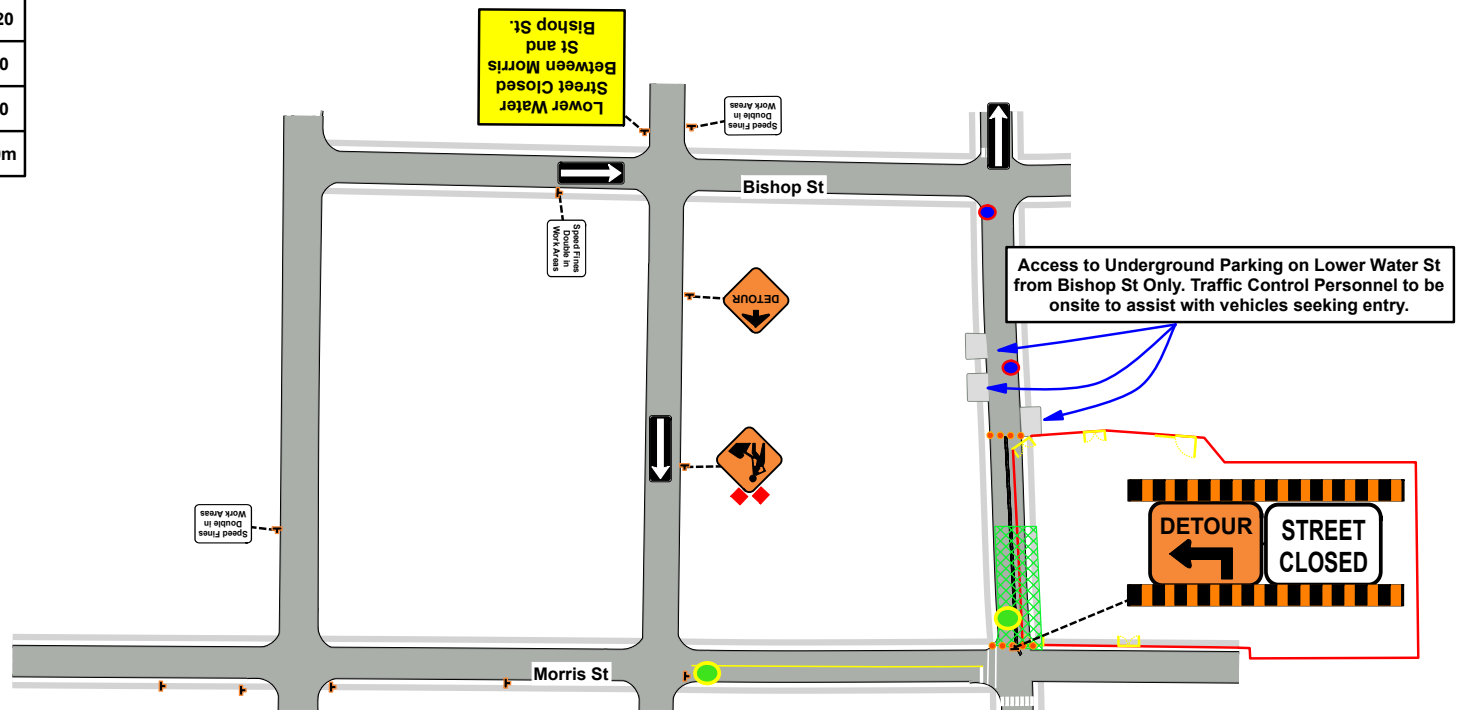 20
0
0
m
Lower Water
Street Closed
Between Morris
St and
Bishop St.
Speed Fines
Double in
Work Areas
Bishop St
Speed Fines
Double in
Work Areas
DETOUR
Access to Underground Parking on Lower Water St
from Bishop St Only. Traffic Control Personnel to be
onsite to assist with vehicles seeking entry.
Speed Fines
Double in
Work Areas
DETOUR
STREET
CLOSED
Morris St